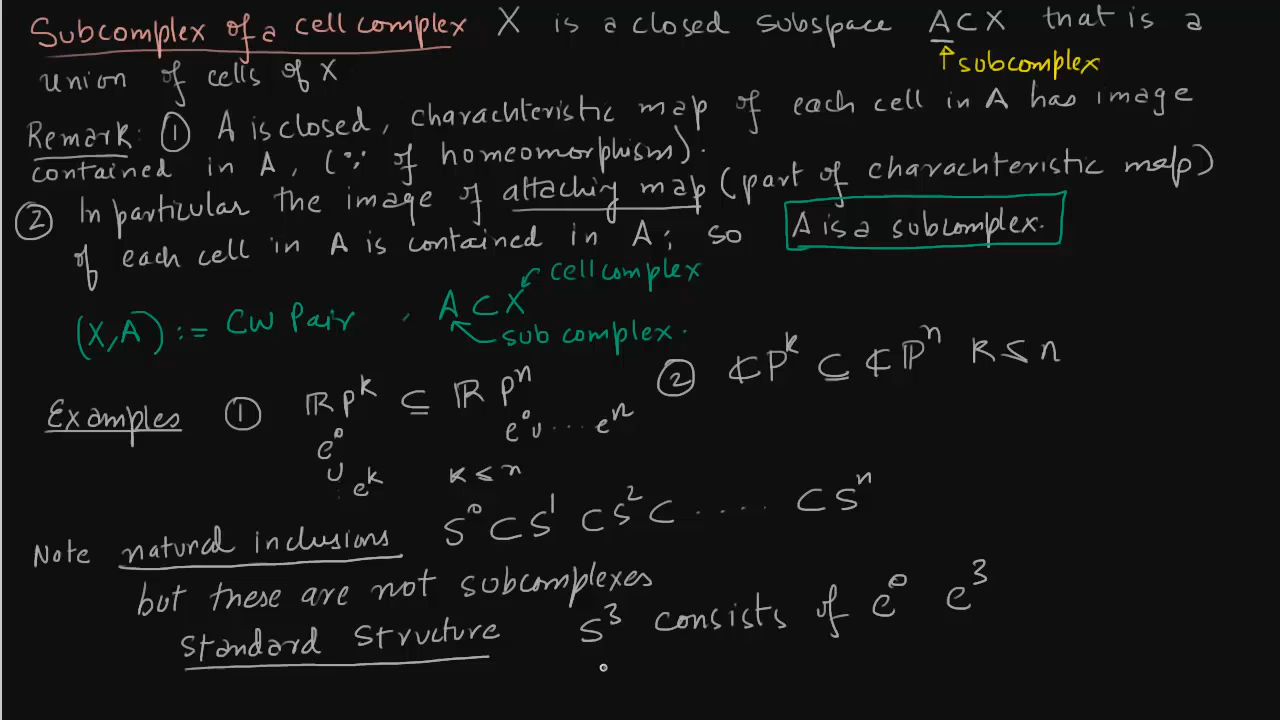 Subcomplex of a cell complex X is a closed subspace A⊂X that is a
↑subcomplex
union of cells of X
Remark: ① A is closed, charachteristic map of each cell in A has image
contained in A, (∵ of homeomorphism).
② In particular the image of attaching map (part of charachteristic map)
of each cell in A is contained in A; so A is a subcomplex.
cell complex
(X,A) := CW Pair , A⊂X
sub complex.
Examples ① ℝP^k ⊆ ℝP^n ② ℂP^k ⊆ ℂP^n k≤n
e^0 e^0 ∪ ···· e^n
∪
⋮ e^k k≤n
Note natural inclusions S^0 ⊂ S^1 ⊂ S^2 ⊂ ····· ⊂ S^n
but these are not subcomplexes
Standard Structure S^3 consists of e^0 e^3